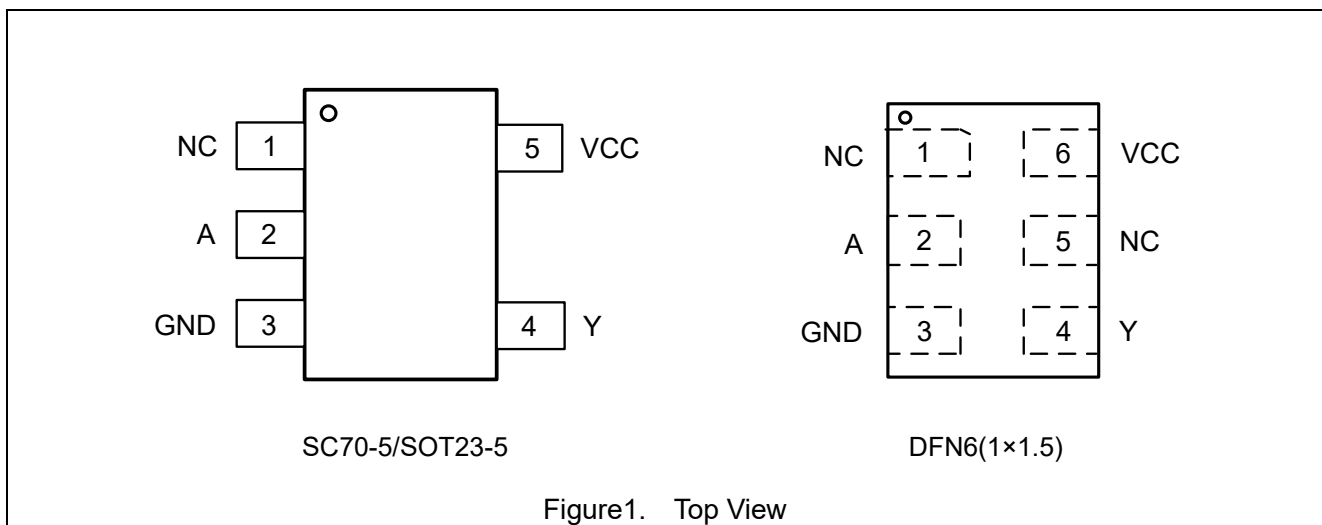 NC 1 5 VCC
A 2
GND 3 4 Y
SC70-5/SOT23-5
NC 1 6 VCC
A 2 5 NC
GND 3 4 Y
DFN6(1×1.5)
Figure1. Top View